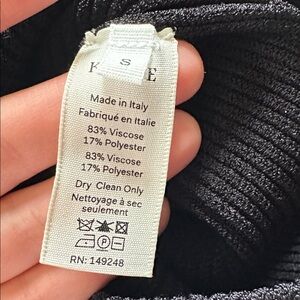 S
Made in Italy
Fabriqué en Italie
83% Viscose
17% Polyester
83% Viscose
17% Polyester
Dry Clean Only
Nettoyage à sec
seulement
RN: 149248